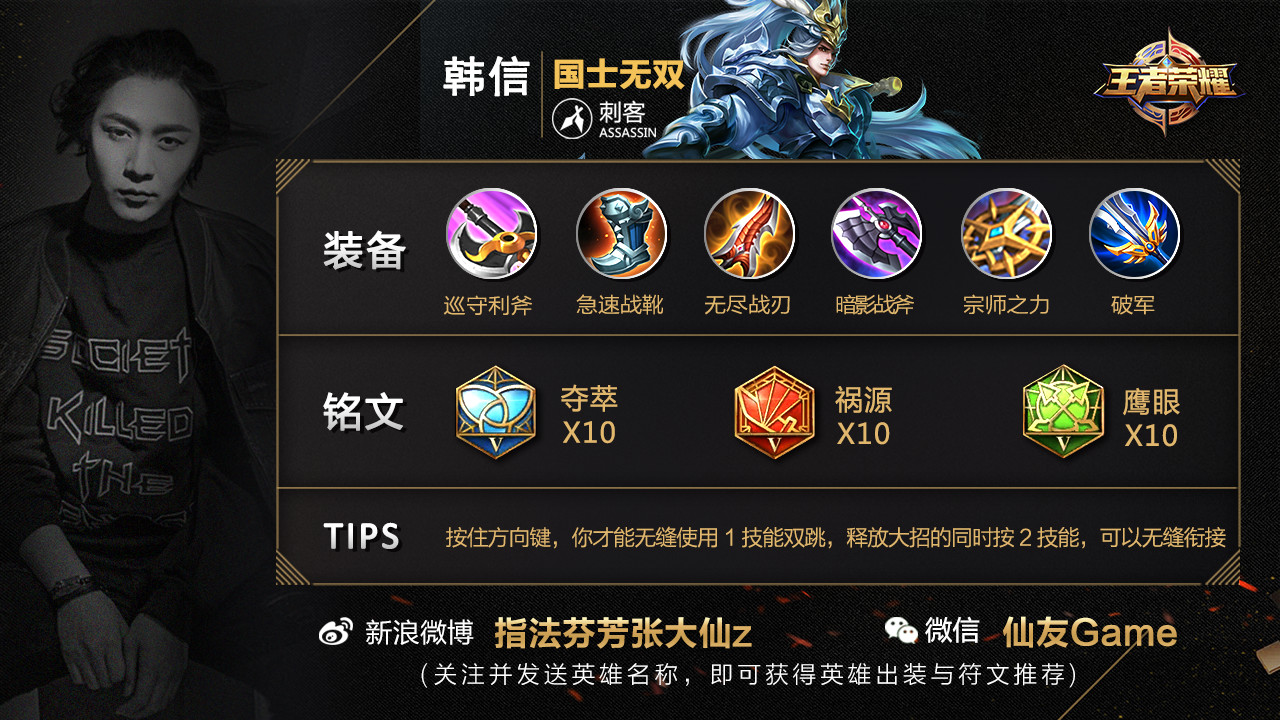 韩信
国士无双
刺客
ASSASSIN
王者荣耀
装备
巡守利斧 急速战靴 无尽战刃 暗影战斧 宗师之力 破军
铭文
夺萃
X10
祸源
X10
鹰眼
X10
V V V
TIPS
按住方向键，你才能无缝使用 1 技能双跳，释放大招的同时按 2 技能，可以无缝衔接
SOCIETY
KILLED
THE
新浪微博 指法芬芳张大仙z 微信 仙友Game
(关注并发送英雄名称，即可获得英雄出装与符文推荐)